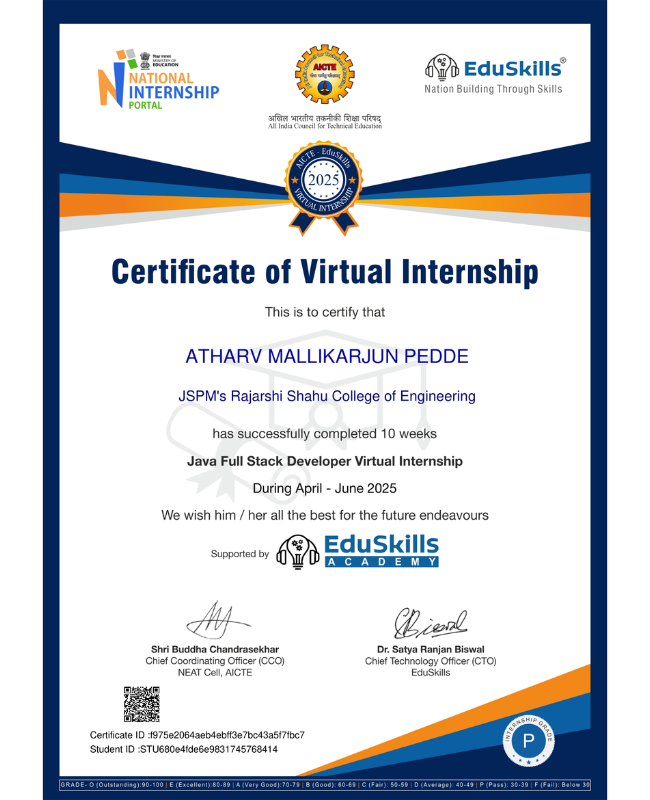 शिक्षा मंत्रालय
MINISTRY OF
EDUCATION
NATIONAL
INTERNSHIP
PORTAL
AICTE
अखिल भारतीय तकनीकी शिक्षा परिषद्
All India Council for Technical Education
EduSkills®
Nation Building Through Skills
AICTE - EduSkills
2025
VIRTUAL INTERNSHIP
Certificate of Virtual Internship
This is to certify that
ATHARV MALLIKARJUN PEDDE
JSPM's Rajarshi Shahu College of Engineering
has successfully completed 10 weeks
Java Full Stack Developer Virtual Internship
During April - June 2025
We wish him / her all the best for the future endeavours
Supported by
EduSkills
ACADEMY
Shri Buddha Chandrasekhar
Chief Coordinating Officer (CCO)
NEAT Cell, AICTE
Dr. Satya Ranjan Biswal
Chief Technology Officer (CTO)
EduSkills
Certificate ID :f975e2064aeb4ebff3e7bc43a5f7fbc7
Student ID :STU680e4fde6e9831745768414
INTERNSHIP GRADE
P
GRADE- O (Outstanding):90-100 | E (Excellent):80-89 | A (Very Good):70-79 | B (Good): 60-69 | C (Fair): 50-59 | D (Average): 40-49 | P (Pass): 30-39 | F (Fail): Below 30